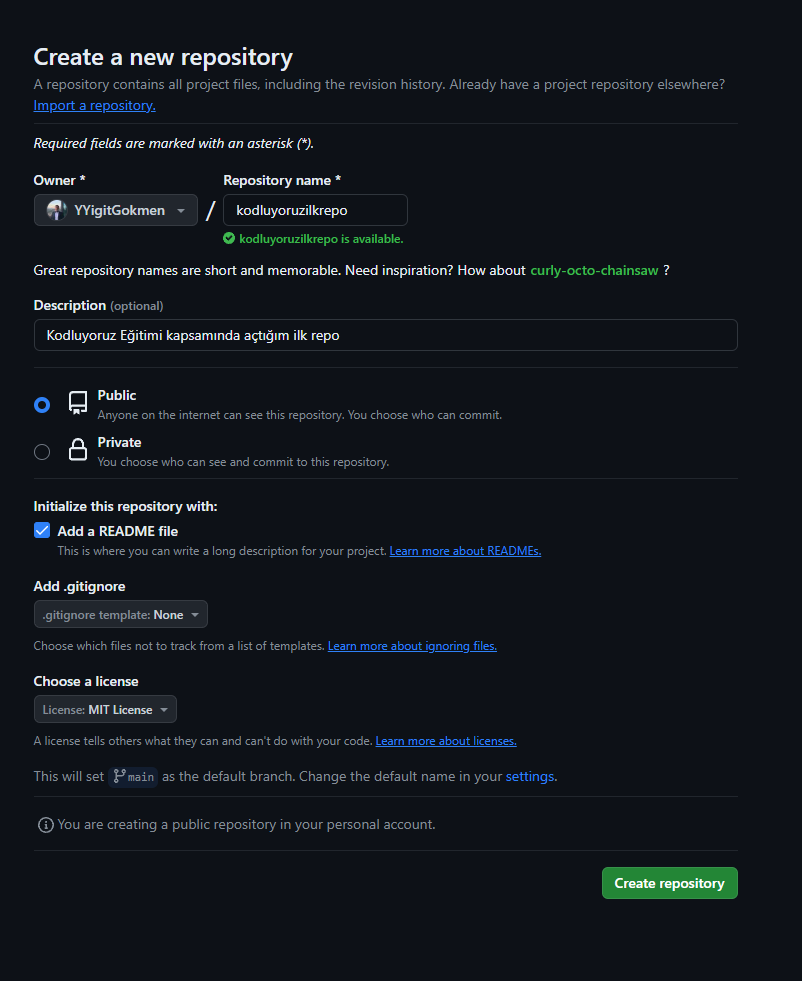 Create a new repository
A repository contains all project files, including the revision history. Already have a project repository elsewhere?
Import a repository.
Required fields are marked with an asterisk (*).
Owner *
Repository name *
YYigitGokmen
/
kodluyoruzilkrepo
kodluyoruzilkrepo is available.
Great repository names are short and memorable. Need inspiration? How about curly-octo-chainsaw ?
Description (optional)
Kodluyoruz Eğitimi kapsamında açtığım ilk repo
Public
Anyone on the internet can see this repository. You choose who can commit.
Private
You choose who can see and commit to this repository.
Initialize this repository with:
Add a README file
This is where you can write a long description for your project. Learn more about READMEs.
Add .gitignore
.gitignore template: None
Choose which files not to track from a list of templates. Learn more about ignoring files.
Choose a license
License: MIT License
A license tells others what they can and can't do with your code. Learn more about licenses.
This will set main as the default branch. Change the default name in your settings.
You are creating a public repository in your personal account.
Create repository